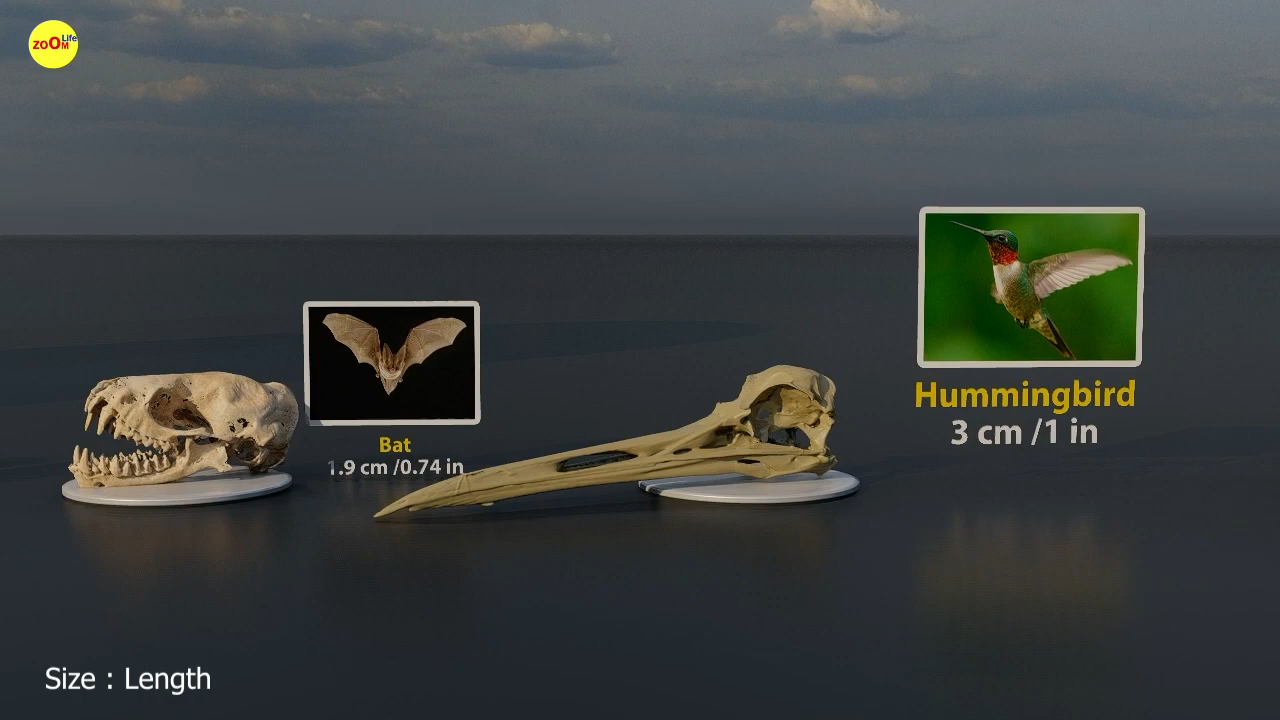 zoOM Life
Bat
1.9 cm /0.74 in
Hummingbird
3 cm /1 in
Size : Length